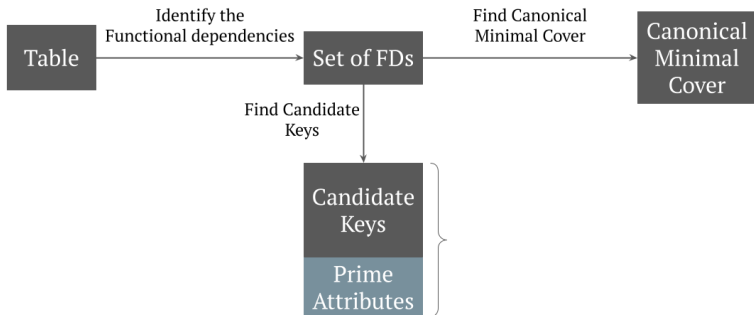 Identify the
Functional dependencies
Find Canonical
Minimal Cover
Table
Set of FDs
Canonical
Minimal
Cover
Find Candidate
Keys
Candidate
Keys
Prime
Attributes